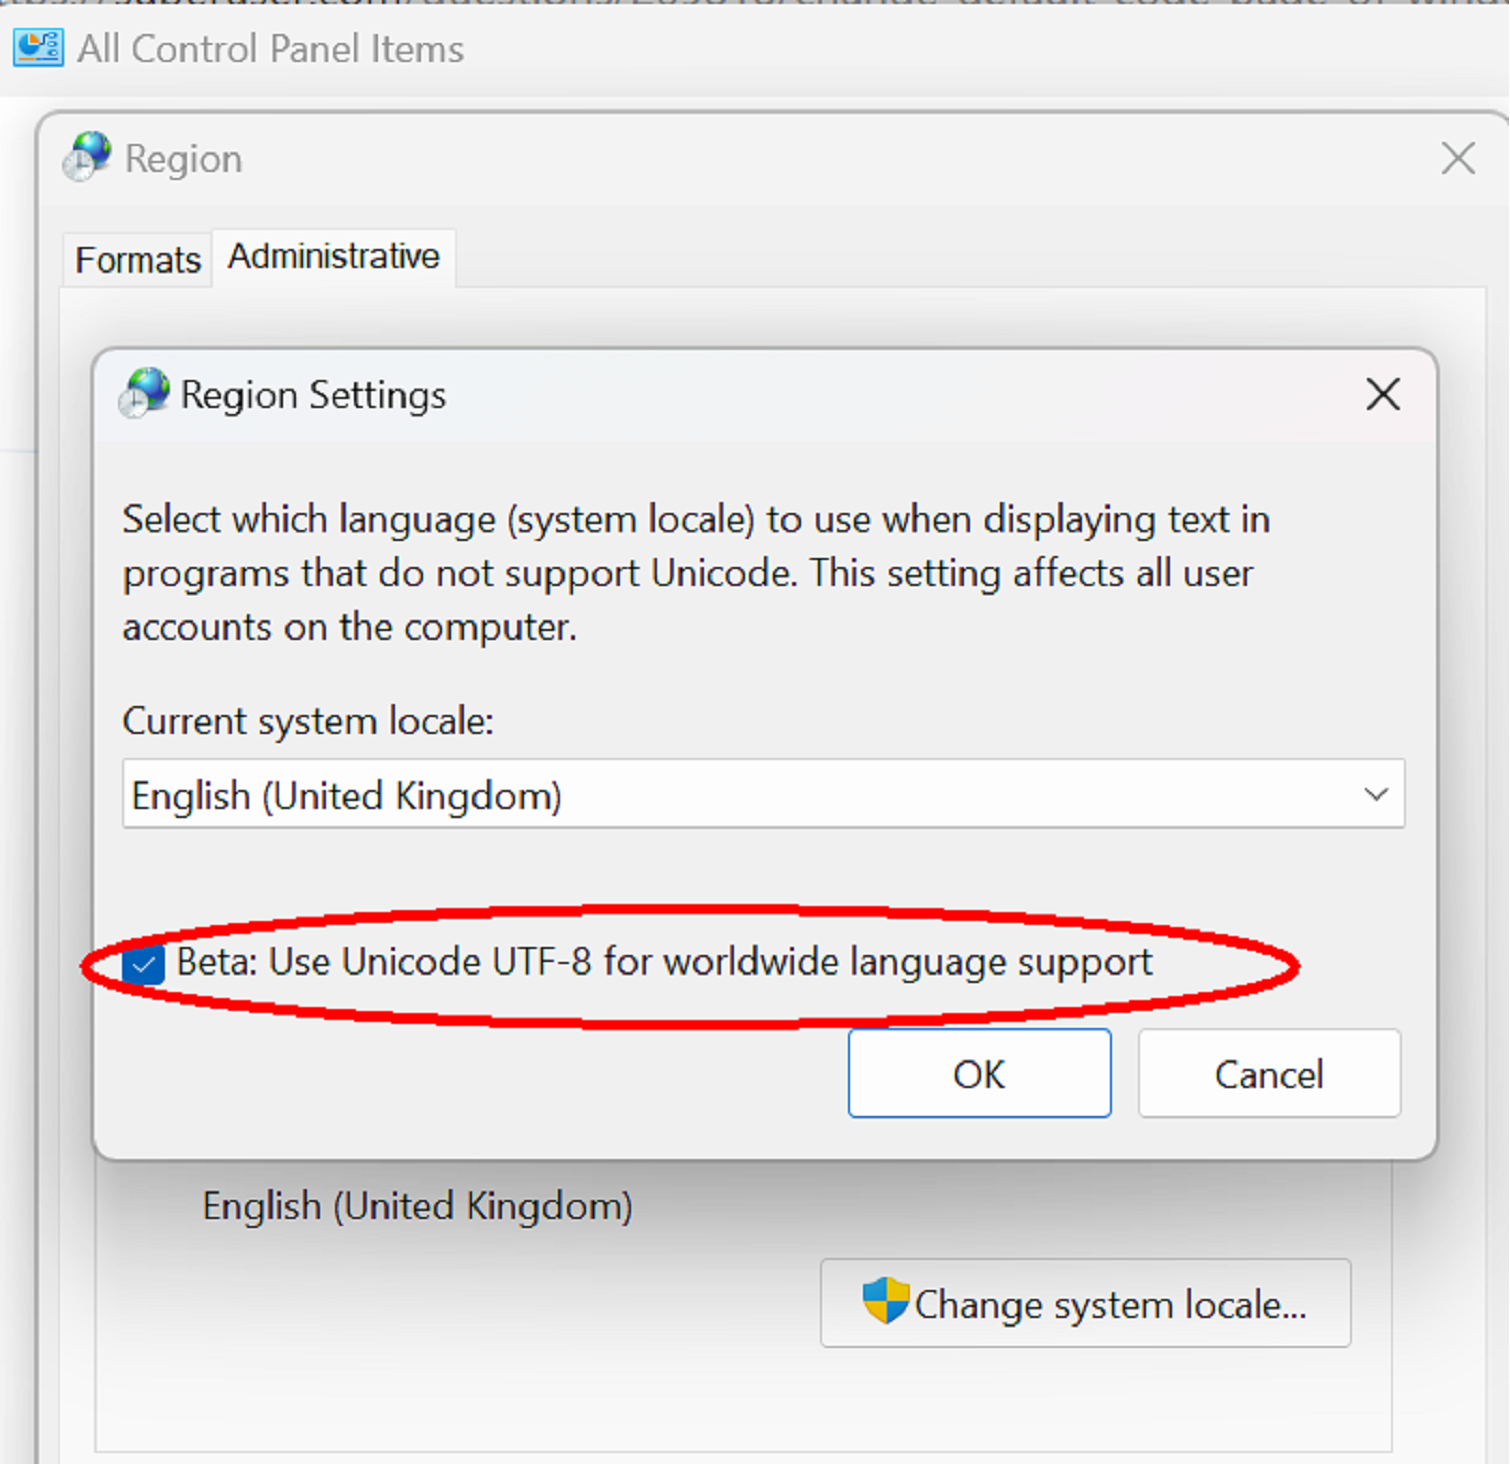 All Control Panel Items
Region
Formats
Administrative
Region Settings
Select which language (system locale) to use when displaying text in
programs that do not support Unicode. This setting affects all user
accounts on the computer.
Current system locale:
English (United Kingdom)
Beta: Use Unicode UTF-8 for worldwide language support
OK
Cancel
English (United Kingdom)
Change system locale...